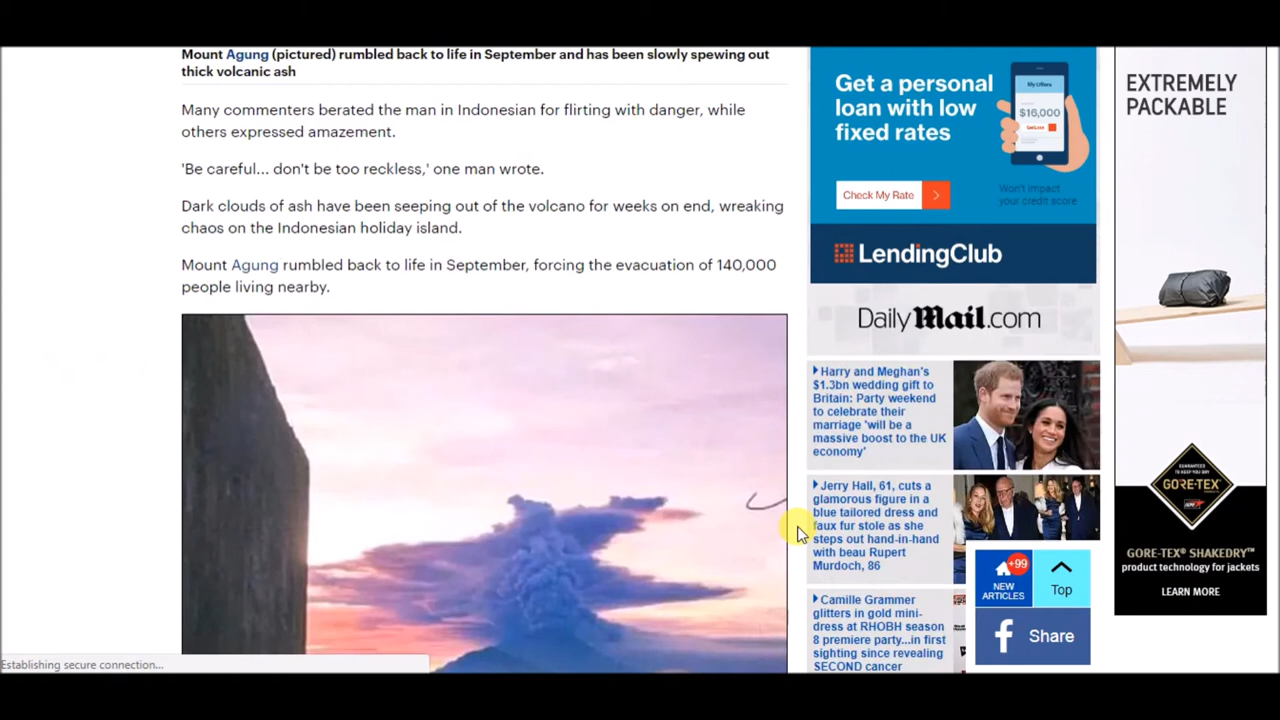 Mount Agung (pictured) rumbled back to life in September and has been slowly spewing out
thick volcanic ash
Many commenters berated the man in Indonesian for flirting with danger, while
others expressed amazement.
'Be careful... don't be too reckless,' one man wrote.
Dark clouds of ash have been seeping out of the volcano for weeks on end, wreaking
chaos on the Indonesian holiday island.
Mount Agung rumbled back to life in September, forcing the evacuation of 140,000
people living nearby.
Establishing secure connection...
Get a personal
loan with low
fixed rates
My Offers
$16,000
Check My Rate
Won't impact
your credit score
LendingClub
Daily Mail.com
Harry and Meghan's
$1.3bn wedding gift to
Britain: Party weekend
to celebrate their
marriage 'will be a
massive boost to the UK
economy'
Jerry Hall, 61, cuts a
glamorous figure in a
blue tailored dress and
faux fur stole as she
steps out hand-in-hand
with beau Rupert
Murdoch, 86
Camille Grammer
glitters in gold mini-
dress at RHOBH season
8 premiere party...in first
sighting since revealing
SECOND cancer
+99
NEW
ARTICLES
Top
Share
EXTREMELY
PACKABLE
GUARANTEED
TO KEEP YOU DRY
GORE-TEX
GORE-TEX® SHAKEDRY™
product technology for jackets
LEARN MORE